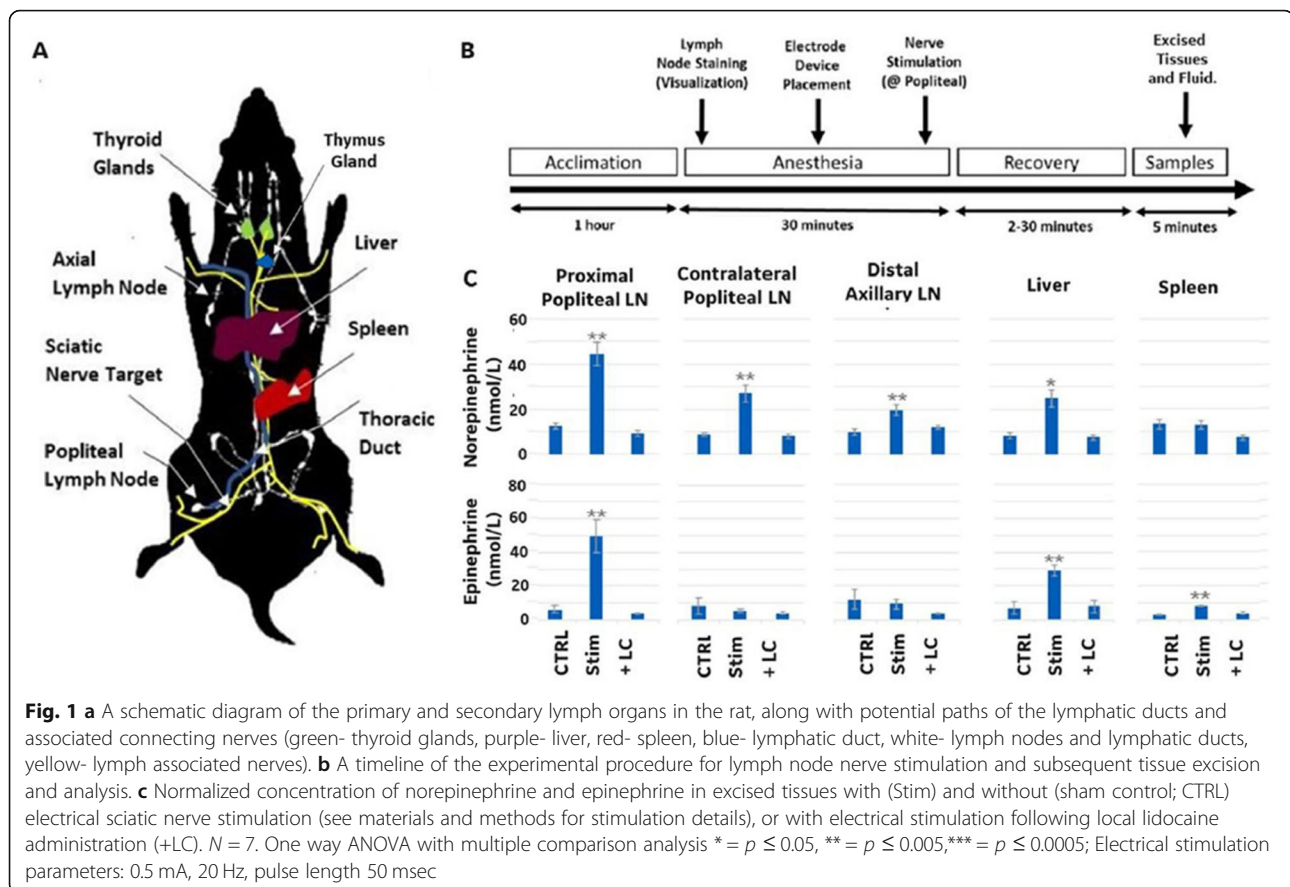 A
Thyroid
Glands
Thymus
Gland
Axial
Lymph Node
Liver
Sciatic
Nerve Target
Spleen
Popliteal
Lymph Node
Thoracic
Duct
B
Lymph
Node Staining
(Visualization)
Electrode
Device
Placement
Nerve
Stimulation
(@ Popliteal)
Excised
Tissues
and Fluid.
Acclimation Anesthesia Recovery Samples
1 hour 30 minutes 2-30 minutes 5 minutes
C
Proximal
Popliteal LN
Contralateral
Popliteal LN
Distal
Axillary LN
Liver
Spleen
Norepinephrine
(nmol/L)
60
40
20
0
**
**
**
*
Epinephrine
(nmol/L)
80
60
40
20
0
**
**
**
CTRL Stim + LC CTRL Stim + LC CTRL Stim + LC CTRL Stim + LC CTRL Stim + LC
Fig. 1 a A schematic diagram of the primary and secondary lymph organs in the rat, along with potential paths of the lymphatic ducts and
associated connecting nerves (green- thyroid glands, purple- liver, red- spleen, blue- lymphatic duct, white- lymph nodes and lymphatic ducts,
yellow- lymph associated nerves). b A timeline of the experimental procedure for lymph node nerve stimulation and subsequent tissue excision
and analysis. c Normalized concentration of norepinephrine and epinephrine in excised tissues with (Stim) and without (sham control; CTRL)
electrical sciatic nerve stimulation (see materials and methods for stimulation details), or with electrical stimulation following local lidocaine
administration (+LC). N = 7. One way ANOVA with multiple comparison analysis * = p ≤ 0.05, ** = p ≤ 0.005,*** = p ≤ 0.0005; Electrical stimulation
parameters: 0.5 mA, 20 Hz, pulse length 50 msec